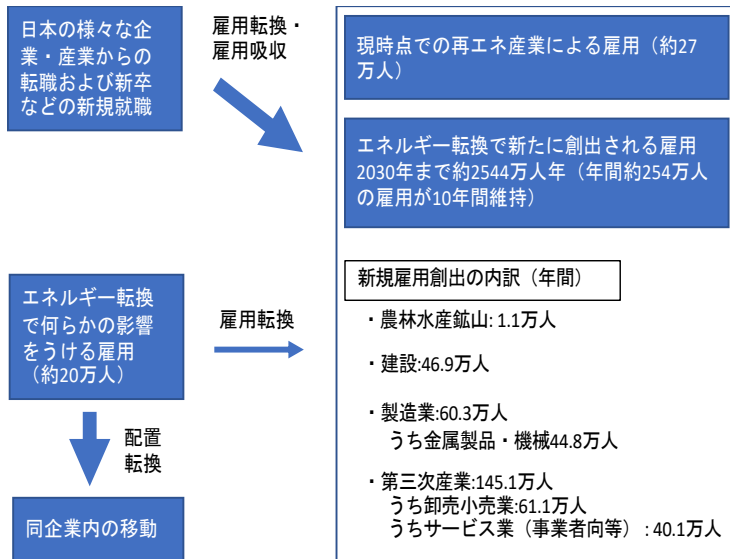 日本の様々な企
業・産業からの
転職および新卒
などの新規就職
雇用転換・
雇用吸収
現時点での再エネ産業による雇用（約27
万人）
エネルギー転換で新たに創出される雇用
2030年まで約2544万人年（年間約254万人
の雇用が10年間維持）
エネルギー転換
で何らかの影響
をうける雇用
（約20万人）
雇用転換
配置
転換
同企業内の移動
新規雇用創出の内訳（年間）
・農林水産鉱山: 1.1万人
・建設:46.9万人
・製造業:60.3万人
うち金属製品・機械44.8万人
・第三次産業:145.1万人
うち卸売小売業:61.1万人
うちサービス業（事業者向等）: 40.1万人